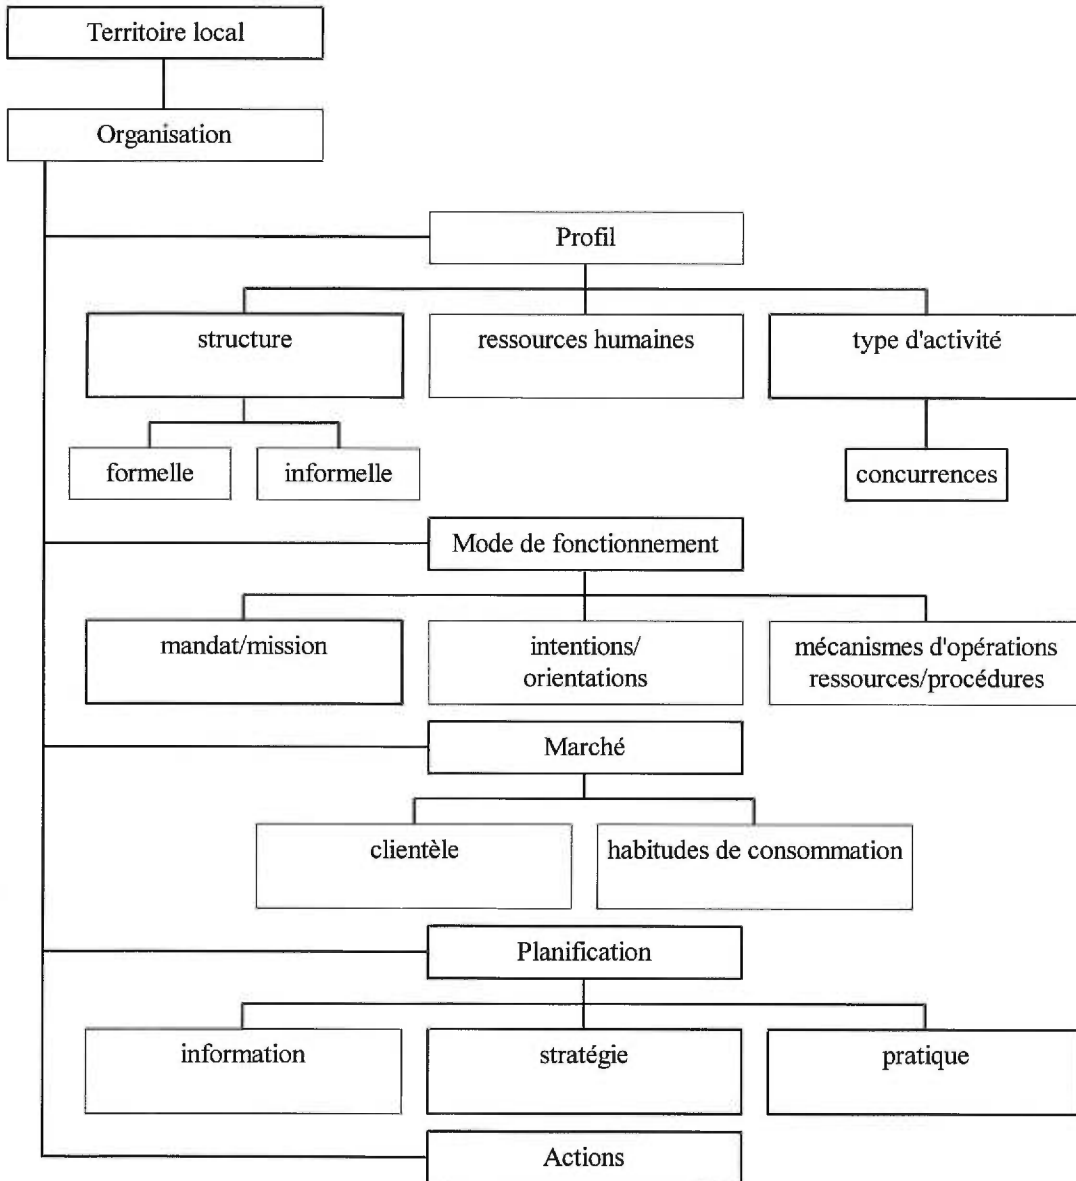 Territoire local
Organisation
Profil
structure
ressources humaines
type d'activité
formelle
informelle
concurrences
Mode de fonctionnement
mandat/mission
intentions/
orientations
mécanismes d'opérations
ressources/procédures
Marché
clientèle
habitudes de consommation
Planification
information
stratégie
pratique
Actions